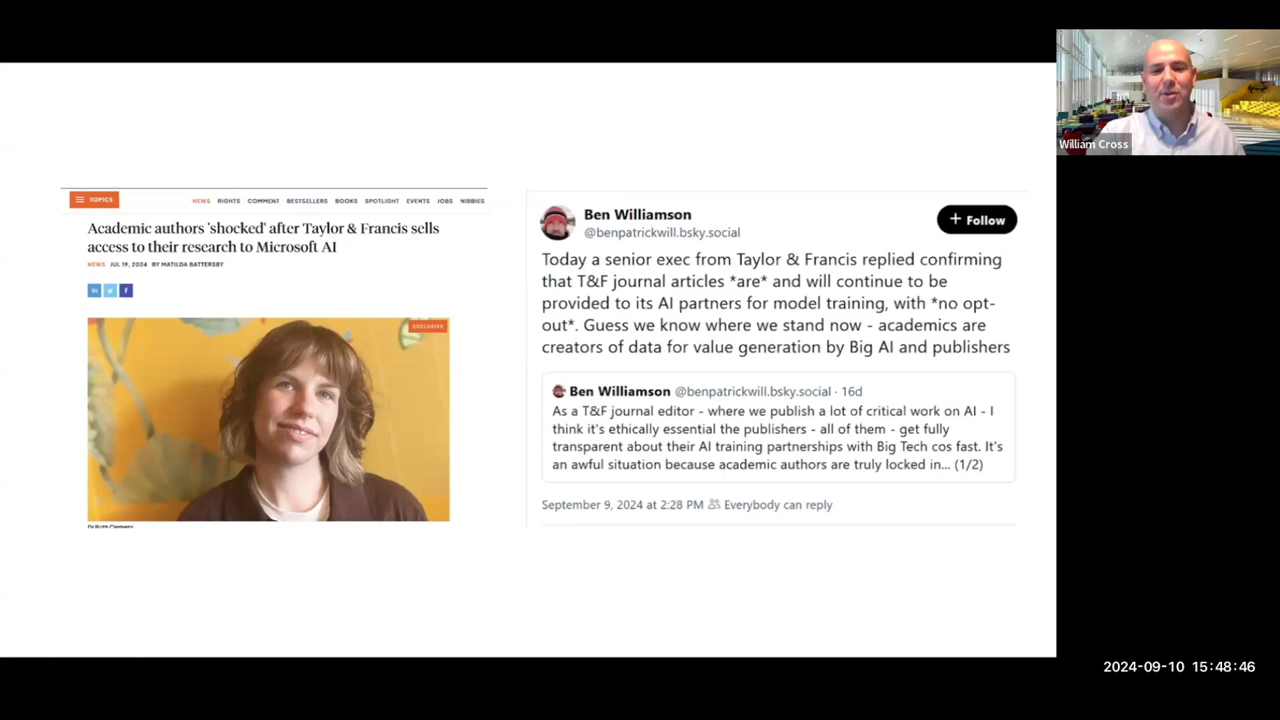 TOPICS
NEWS RIGHTS COMMENT BESTSELLERS BOOKS SPOTLIGHT EVENTS JOBS NIBBIES
Academic authors 'shocked' after Taylor & Francis sells
access to their research to Microsoft AI
NEWS JUL 19, 2024 BY MATILDA BATTERSBY
EXCLUSIVE
Dr Ruth Clemens
Ben Williamson
@benpatrickwill.bsky.social
+ Follow
Today a senior exec from Taylor & Francis replied confirming
that T&F journal articles *are* and will continue to be
provided to its AI partners for model training, with *no opt-
out*. Guess we know where we stand now - academics are
creators of data for value generation by Big AI and publishers
Ben Williamson @benpatrickwill.bsky.social · 16d
As a T&F journal editor - where we publish a lot of critical work on AI - I
think it's ethically essential the publishers - all of them - get fully
transparent about their AI training partnerships with Big Tech cos fast. It's
an awful situation because academic authors are truly locked in... (1/2)
September 9, 2024 at 2:28 PM Everybody can reply
William Cross
2024-09-10 15:48:46